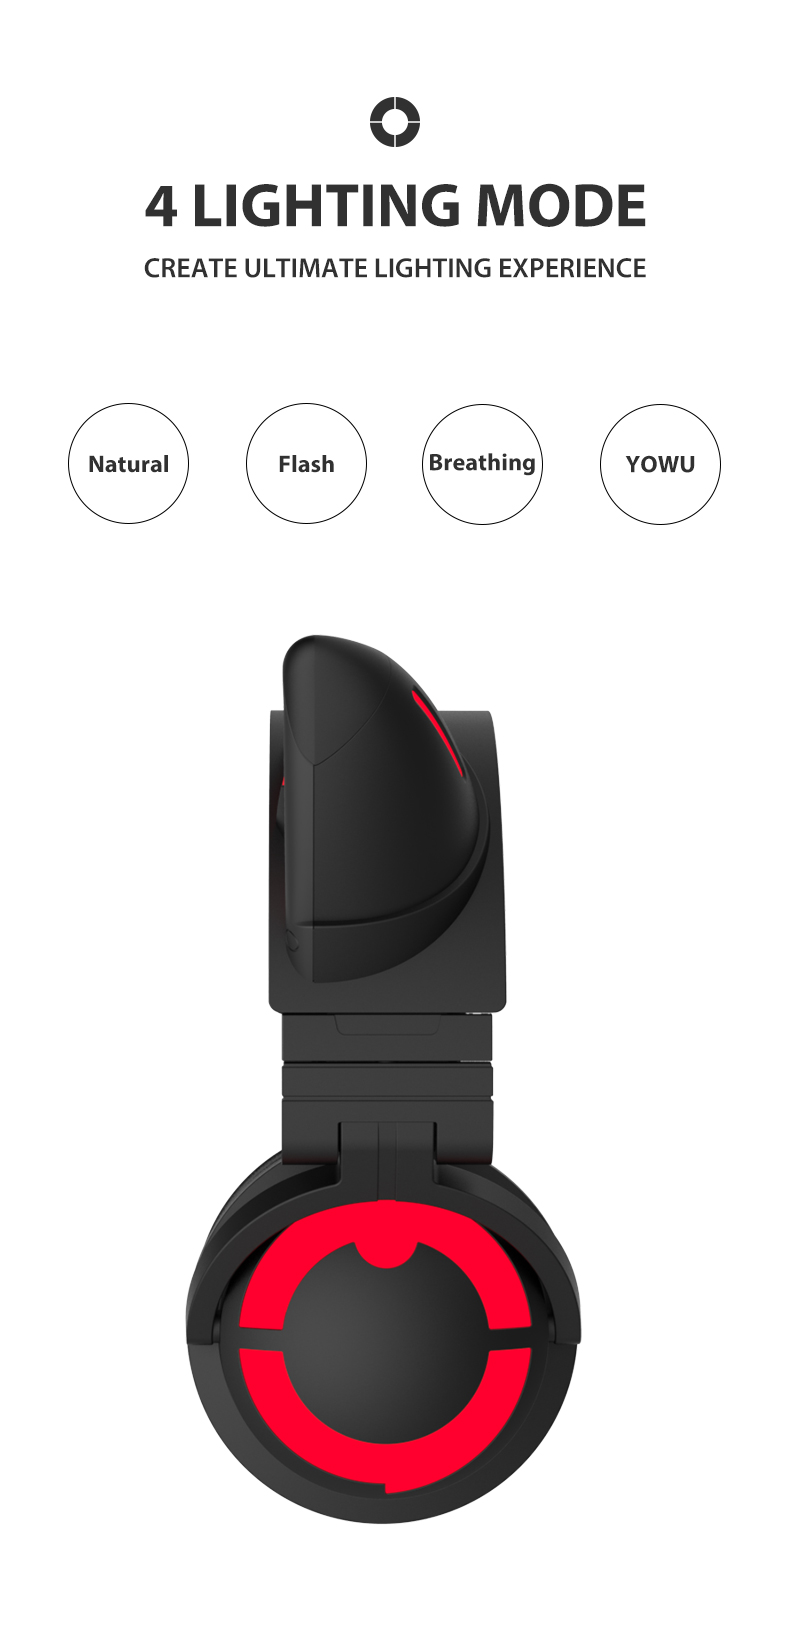 4 LIGHTING MODE
CREATE ULTIMATE LIGHTING EXPERIENCE
Natural
Flash
Breathing
YOWU